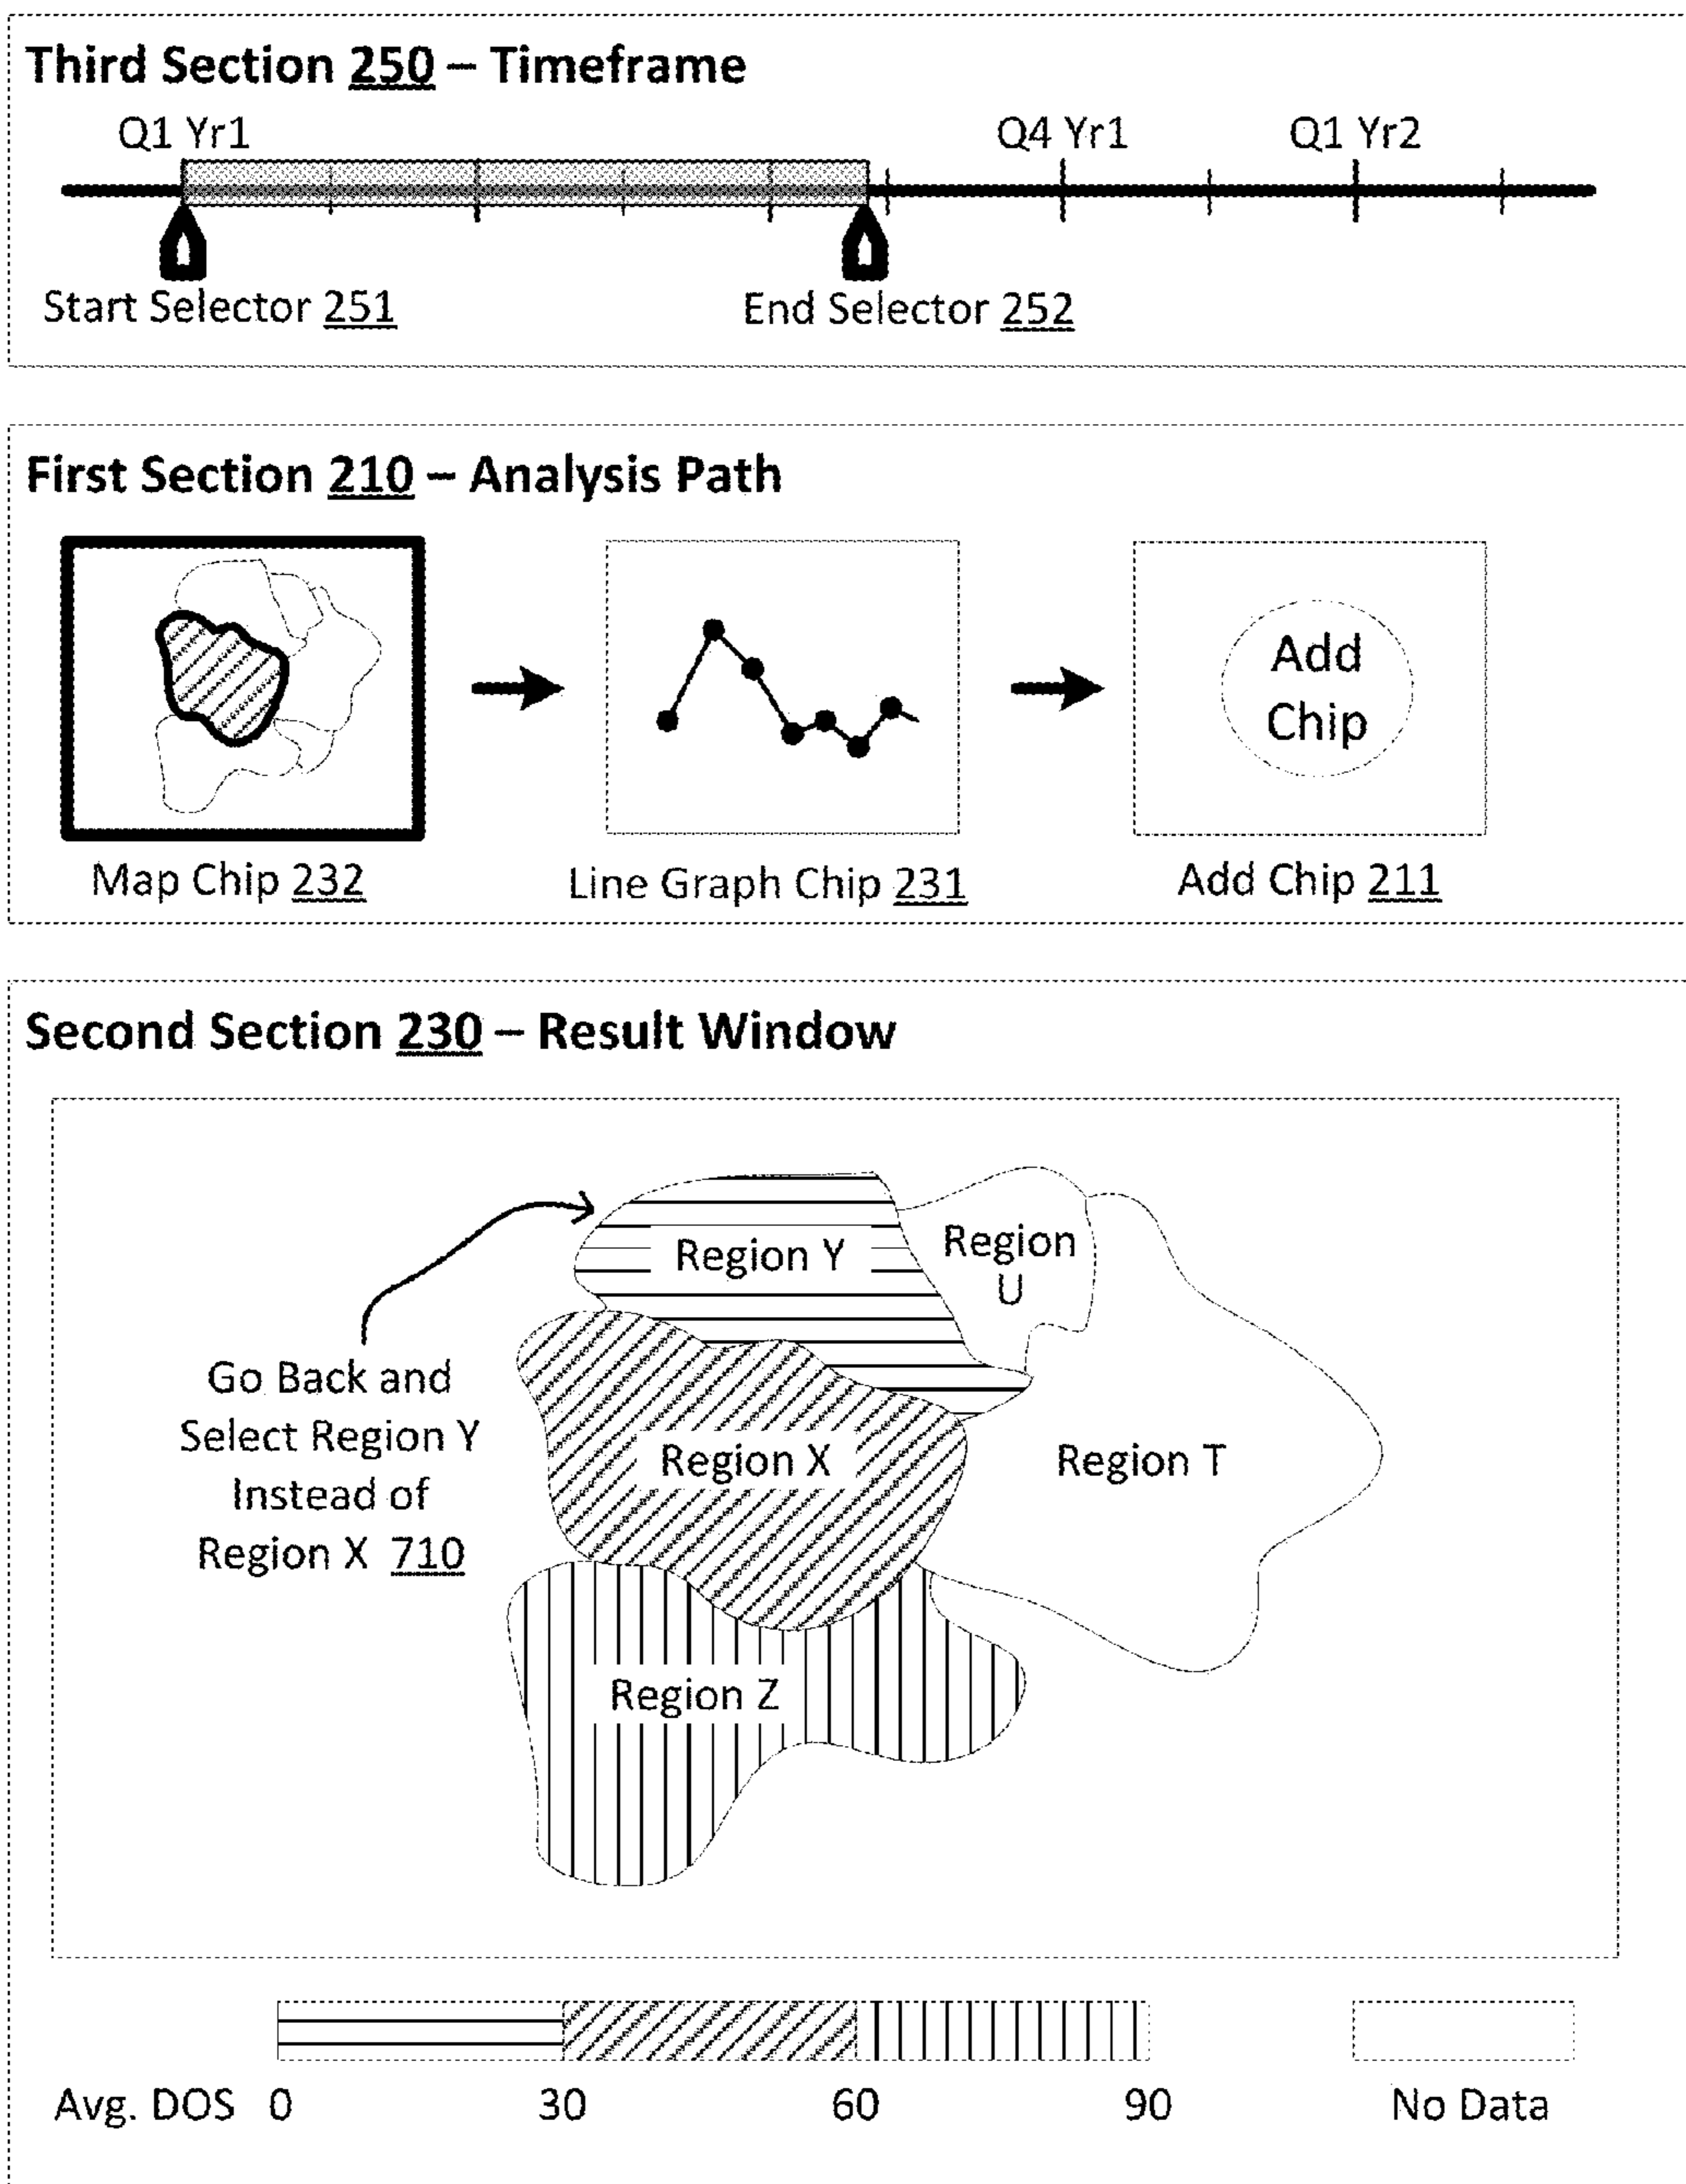 Third Section 250 – Timeframe
Q1 Yr1
Q4 Yr1
Q1 Yr2
Start Selector 251
End Selector 252
First Section 210 – Analysis Path
Add
Chip
Map Chip 232
Line Graph Chip 231
Add Chip 211
Second Section 230 – Result Window
Region Y
Region
U
Go Back and
Select Region Y
Instead of
Region X 710
Region X
Region T
Region Z
Avg. DOS 0 30 60 90 No Data